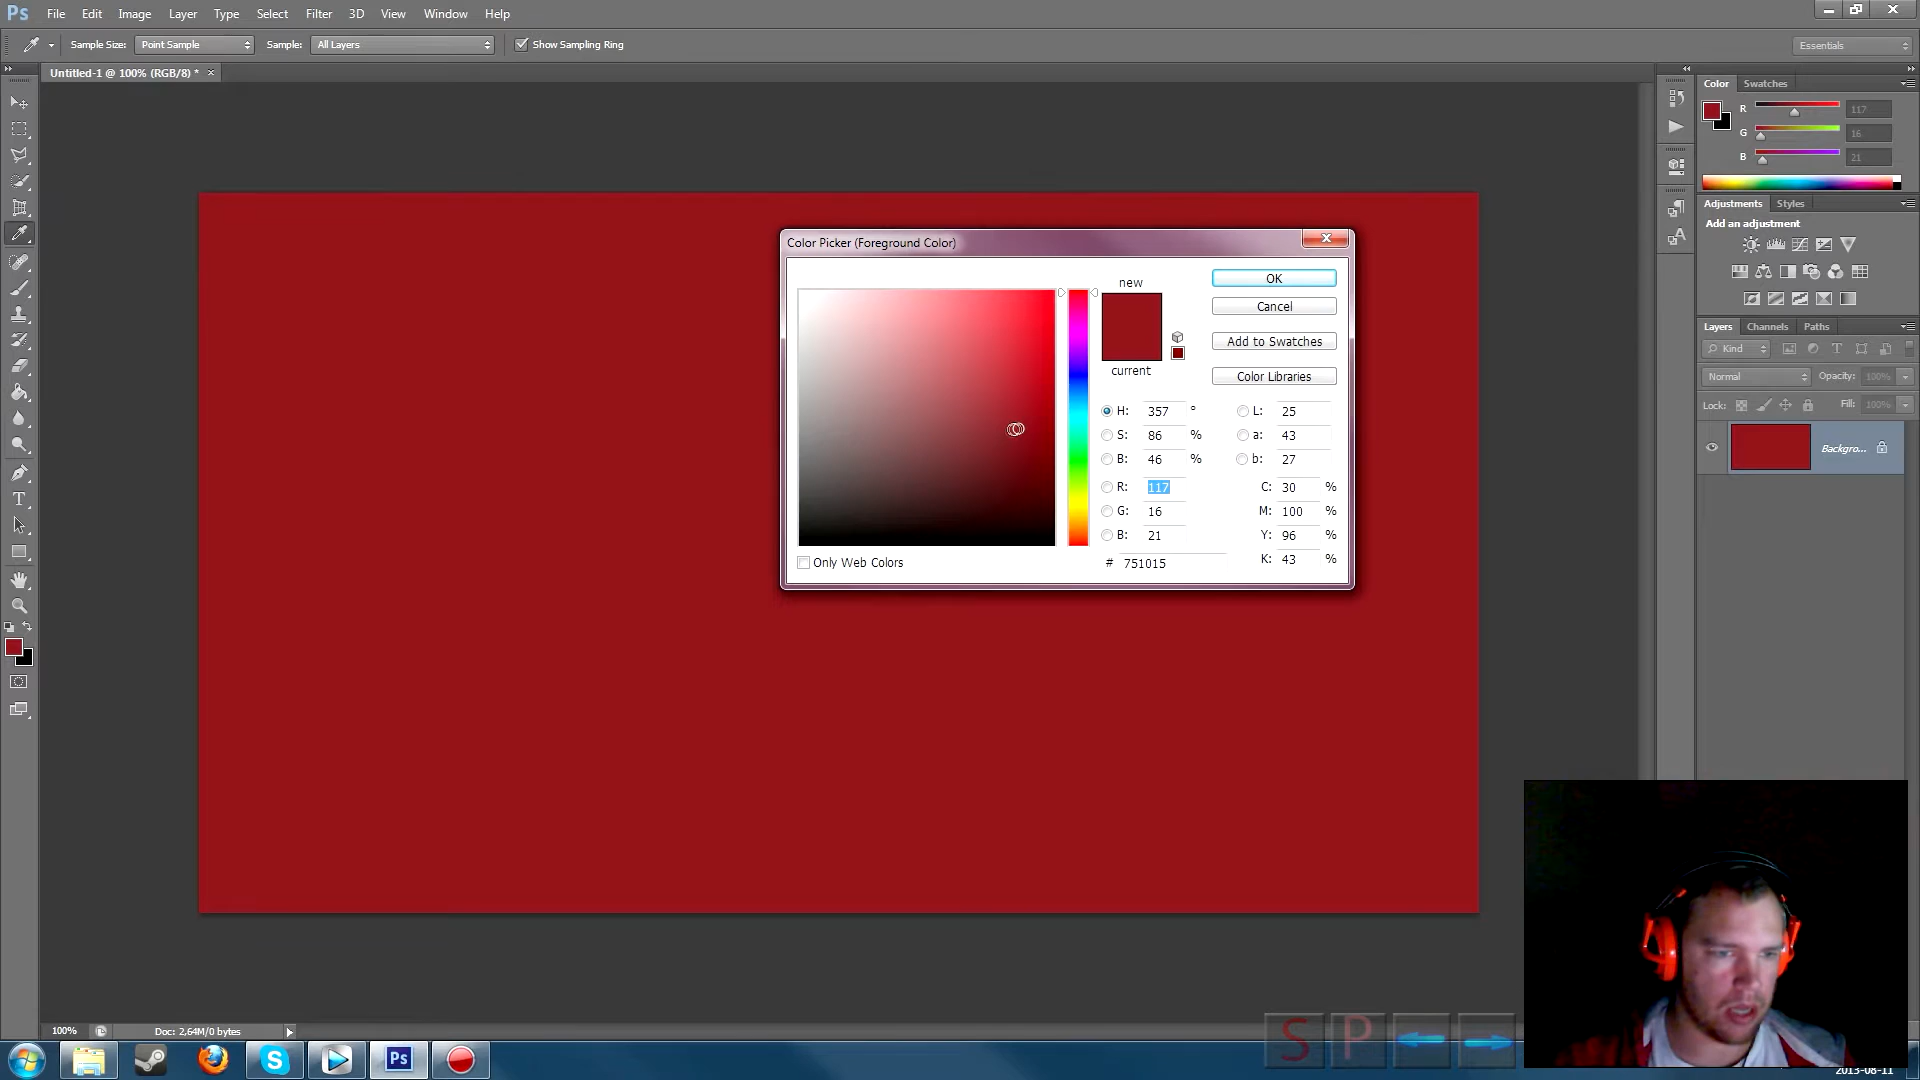 Ps File Edit Image Layer Type Select Filter 3D View Window Help
Sample Size: Point Sample Sample: All Layers Show Sampling Ring Essentials
Untitled-1 @ 100% (RGB/8) * ×
Color Swatches
R 117
G 16
B 21
Adjustments Styles
Add an adjustment
Layers Channels Paths
Kind
Normal Opacity: 100%
Lock: Fill: 100%
Backgro...
Color Picker (Foreground Color)
new
current
OK
Cancel
Add to Swatches
Color Libraries
H: 357 ° L: 25
S: 86 % a: 43
B: 46 % b: 27
R: 117 C: 30 %
G: 16 M: 100 %
B: 21 Y: 96 %
# 751015 K: 43 %
Only Web Colors
T
A
100% Doc: 2,64M/0 bytes
S P
Ps
2013-08-11